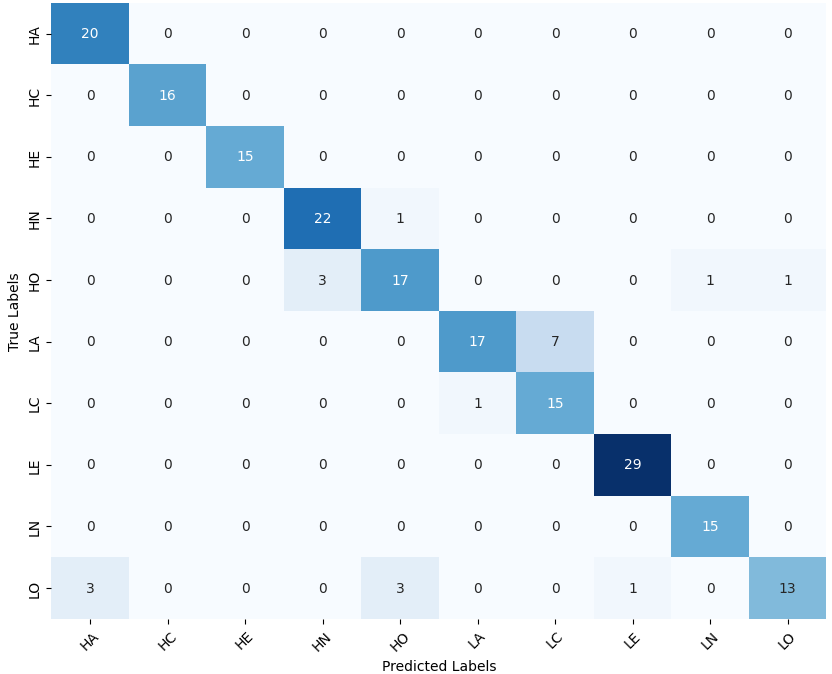 HA 20 0 0 0 0 0 0 0 0 0
HC 0 16 0 0 0 0 0 0 0 0
HE 0 0 15 0 0 0 0 0 0 0
HN 0 0 0 22 1 0 0 0 0 0
HO 0 0 0 3 17 0 0 0 1 1
LA 0 0 0 0 0 17 7 0 0 0
LC 0 0 0 0 0 1 15 0 0 0
LE 0 0 0 0 0 0 0 29 0 0
LN 0 0 0 0 0 0 0 0 15 0
LO 3 0 0 0 3 0 0 1 0 13
True Labels
HA HC HE HN HO LA LC LE LN LO
Predicted Labels